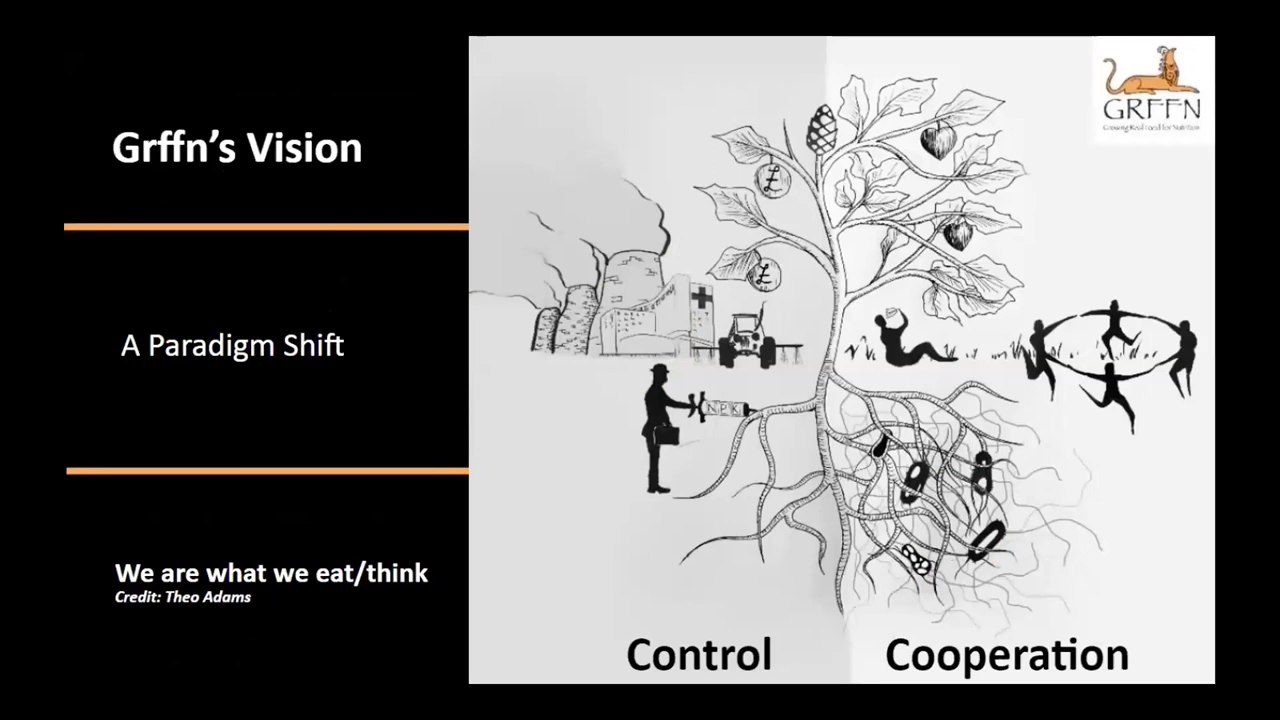 Grffn’s Vision
A Paradigm Shift
We are what we eat/think
Credit: Theo Adams
GRFFN
Growing Real Food for Nutrition
£
£
N P K
Control
Cooperation